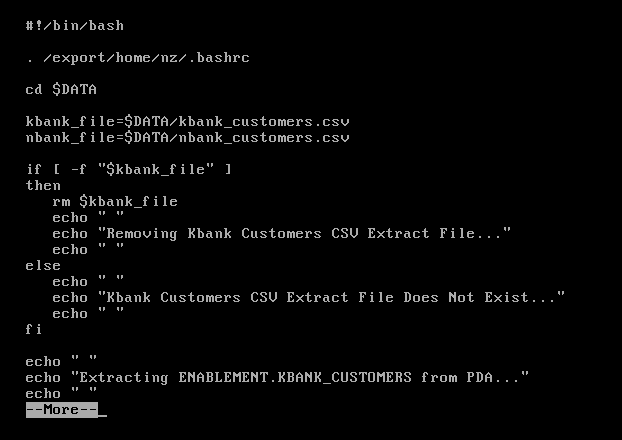 #!/bin/bash
. /export/home/nz/.bashrc
cd $DATA
kbank_file=$DATA/kbank_customers.csv
nbank_file=$DATA/nbank_customers.csv
if [ -f "$kbank_file" ]
then
   rm $kbank_file
   echo " "
   echo "Removing Kbank Customers CSV Extract File..."
   echo " "
else
   echo " "
   echo "Kbank Customers CSV Extract File Does Not Exist..."
   echo " "
fi
echo " "
echo "Extracting ENABLEMENT.KBANK_CUSTOMERS from PDA..."
echo " "
--More--